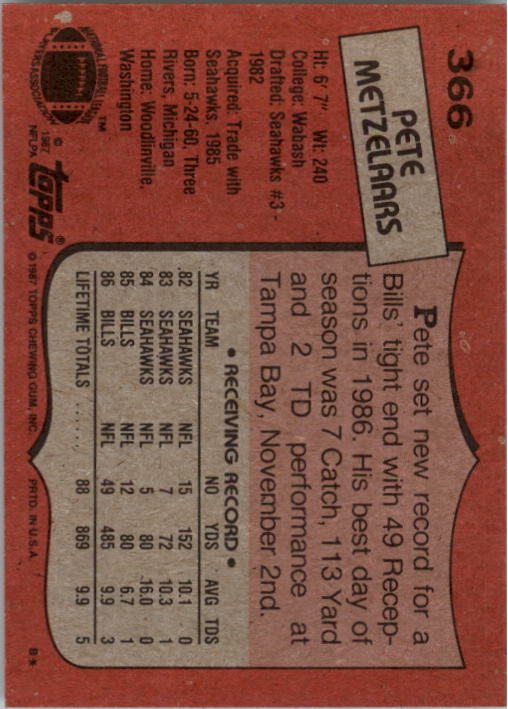 366
PETE
METZELAARS
Ht: 6' 7" Wt: 240
College: Wabash
Drafted: Seahawks #3 -
1982
Acquired: Trade with
Seahawks, 1985
Born: 5-24-60, Three
Rivers, Michigan
Home: Woodinville,
Washington
NATIONAL FOOTBALL LEAGUE
PLAYERS ASSOCIATION
™
© 1987
NFLPA
topps®
Pete set new record for a
Bills' tight end with 49 Recep-
tions in 1986. His best day of
season was 7 Catch, 113 Yard
and 2 TD performance at
Tampa Bay, November 2nd.
• RECEIVING RECORD •
YR TEAM NO YDS AVG TDS
82 SEAHAWKS NFL 15 152 10.1 0
83 SEAHAWKS NFL 7 72 10.3 1
84 SEAHAWKS NFL 5 80 16.0 0
85 BILLS NFL 12 80 6.7 1
86 BILLS NFL 49 485 9.9 3
LIFETIME TOTALS ...... 88 869 9.9 5
© 1987 TOPPS CHEWING GUM, INC. PRTD. IN U.S.A. B*